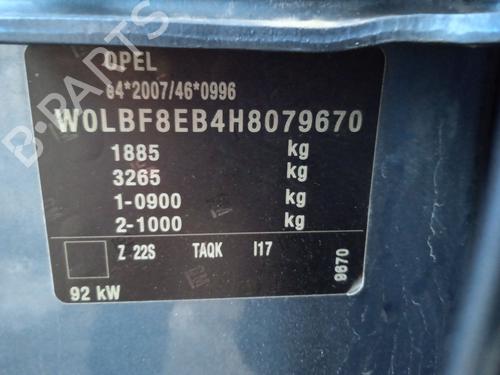 OPEL
e4*2007/46*0996
W0LBF8EB4H8079670
1885 kg
3265 kg
1-0900 kg
2-1000 kg
Z 22S TAQK I17
9670
92 kW
B-PARTS